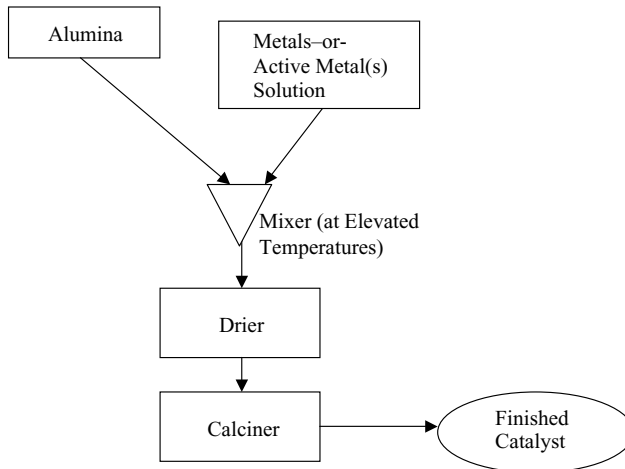 Alumina
Metals–or-
Active Metal(s)
Solution
Mixer (at Elevated
Temperatures)
Drier
Calciner
Finished
Catalyst